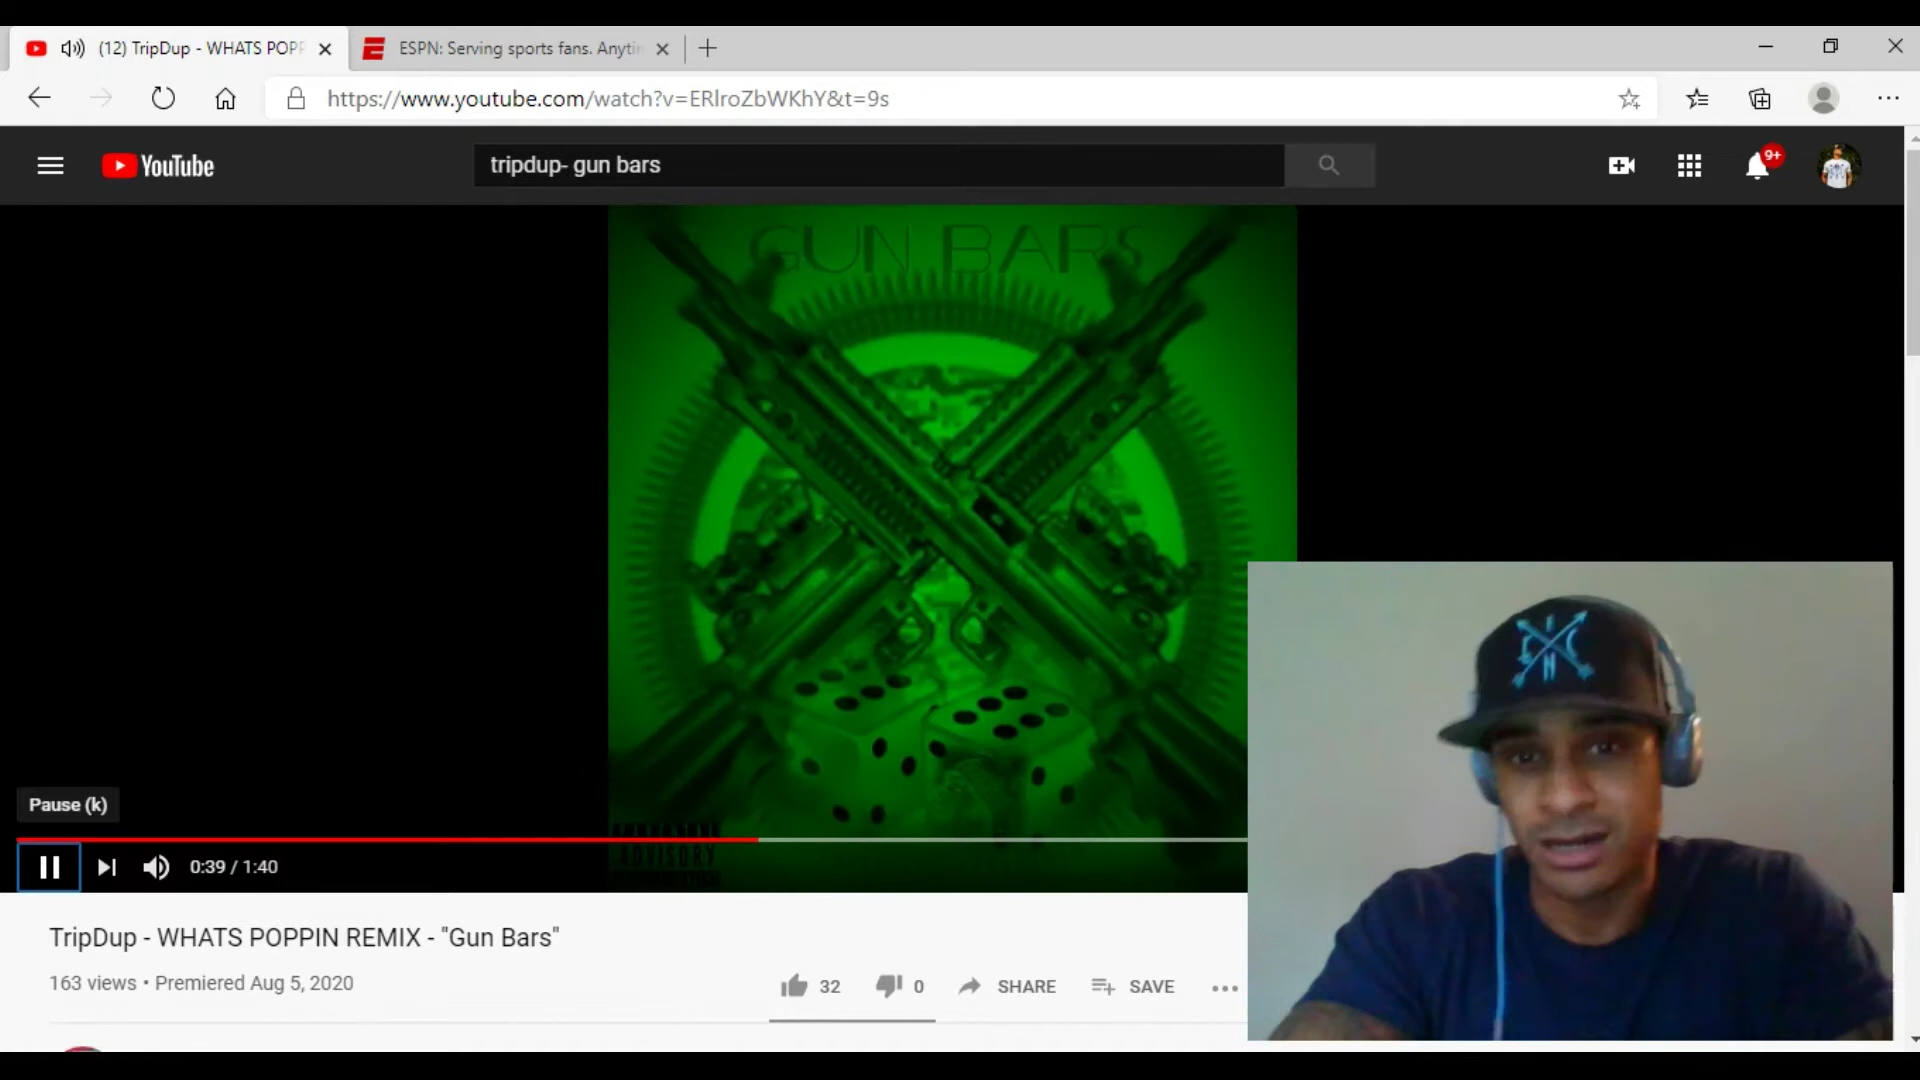 (12) TripDup - WHATS POPP
ESPN: Serving sports fans. Anytin
https://www.youtube.com/watch?v=ERlroZbWKhY&t=9s
YouTube
tripdup- gun bars
9+
GUN BARS
Pause (k)
ADVISORY
0:39 / 1:40
TripDup - WHATS POPPIN REMIX - "Gun Bars"
163 views • Premiered Aug 5, 2020
32
0
SHARE
SAVE